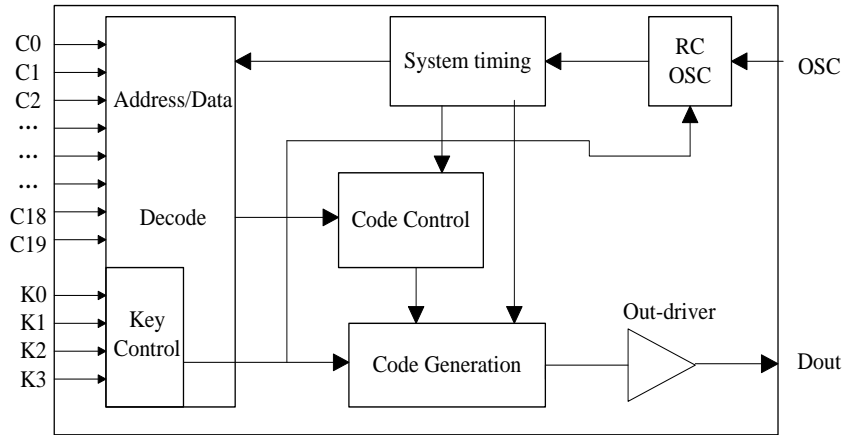 C0
C1
C2
...
...
...
C18
C19
K0
K1
K2
K3
Address/Data
Decode
Key
Control
System timing
RC
OSC
OSC
Code Control
Code Generation
Out-driver
Dout